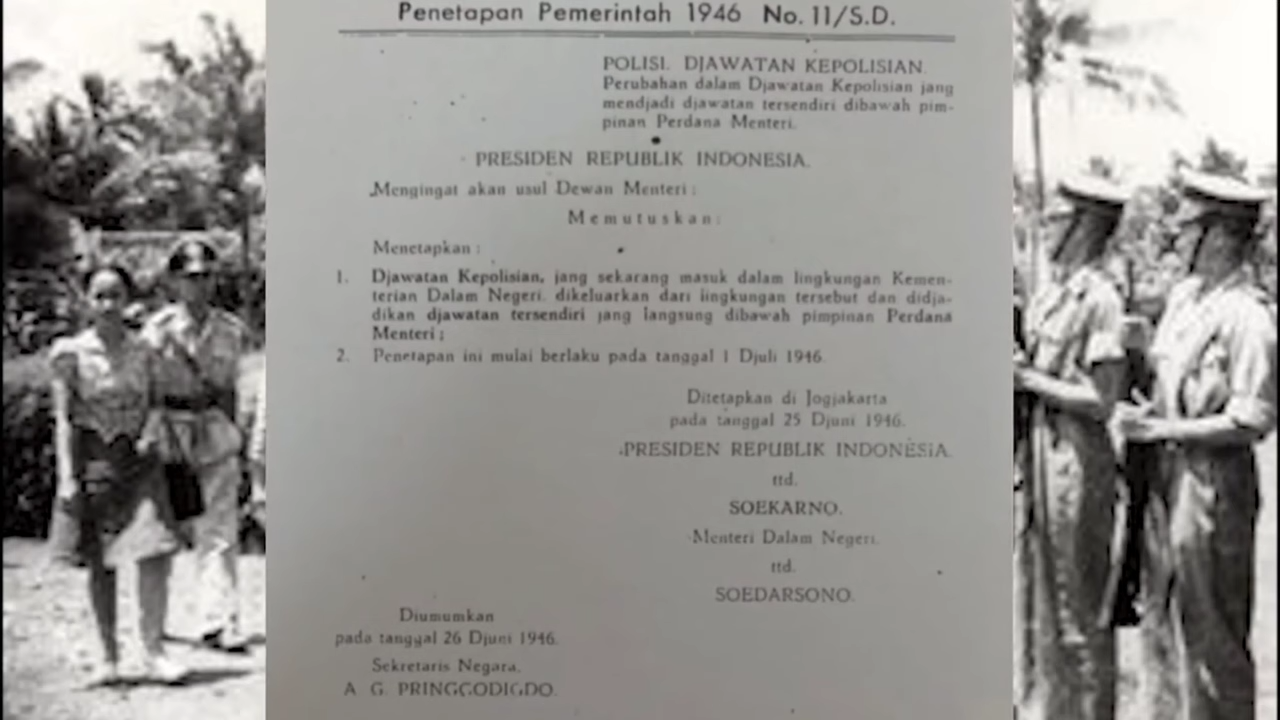 Penetapan Pemerintah 1946 No. 11/S.D.
POLISI. DJAWATAN KEPOLISIAN.
Perubahan dalam Djawatan Kepolisian jang
mendjadi djawatan tersendiri dibawah pim-
pinan Perdana Menteri.
PRESIDEN REPUBLIK INDONESIA.
Mengingat akan usul Dewan Menteri;
Memutuskan:
Menetapkan:
1. Djawatan Kepolisian, jang sekarang masuk dalam lingkungan Kemen-
terian Dalam Negeri, dikeluarkan dari lingkungan tersebut dan didja-
dikan djawatan tersendiri jang langsung dibawah pimpinan Perdana
Menteri;
2. Penetapan ini mulai berlaku pada tanggal 1 Djuli 1946.
Ditetapkan di Jogjakarta
pada tanggal 25 Djuni 1946.
PRESIDEN REPUBLIK INDONESIA.
ttd.
SOEKARNO.
Menteri Dalam Negeri.
ttd.
SOEDARSONO.
Diumumkan
pada tanggal 26 Djuni 1946.
Sekretaris Negara.
A. G. PRINGGODIGDO.